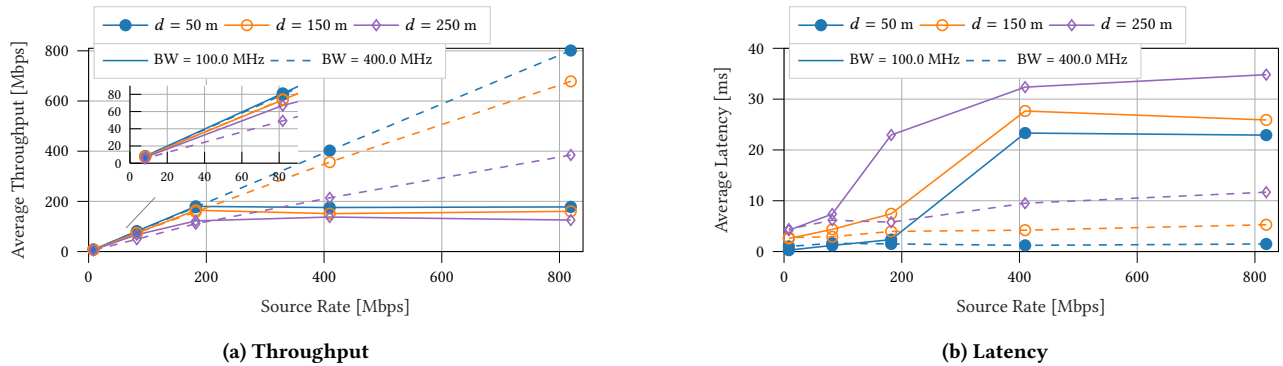 d = 50 m d = 150 m d = 250 m
BW = 100.0 MHz BW = 400.0 MHz
Average Throughput [Mbps]
800
600
400
200
0
80
60
40
20
0
0 20 40 60 80
0 200 400 600 800
Source Rate [Mbps]
(a) Throughput
d = 50 m d = 150 m d = 250 m
BW = 100.0 MHz BW = 400.0 MHz
Average Latency [ms]
40
30
20
10
0
0 200 400 600 800
Source Rate [Mbps]
(b) Latency